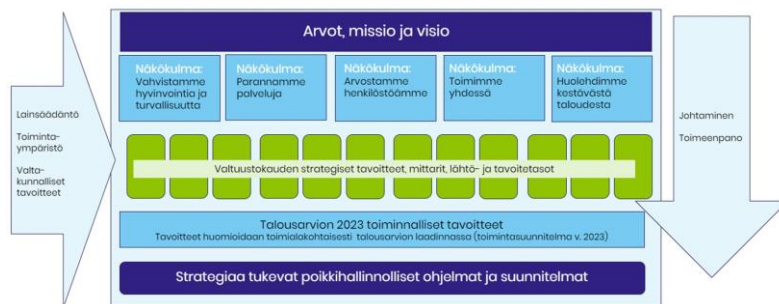 Arvot, missio ja visio
Lainsäädäntö
Toiminta-
ympäristö
Valta-
kunnalliset
tavoitteet
Näkökulma:
Vahvistamme
hyvinvointia ja
turvallisuutta
Näkökulma:
Parannamme
palveluja
Näkökulma:
Arvostamme
henkilöstöämme
Näkökulma:
Toimimme
yhdessä
Näkökulma:
Huolehdimme
kestävästä
taloudesta
Valtuustokauden strategiset tavoitteet, mittarit, lähtö- ja tavoitetasot
Talousarvion 2023 toiminnalliset tavoitteet
Tavoitteet huomioidaan toimialakohtaisesti talousarvion laadinnassa (toimintasuunnitelma v. 2023)
Strategiaa tukevat poikkihallinnolliset ohjelmat ja suunnitelmat
Johtaminen
Toimeenpano